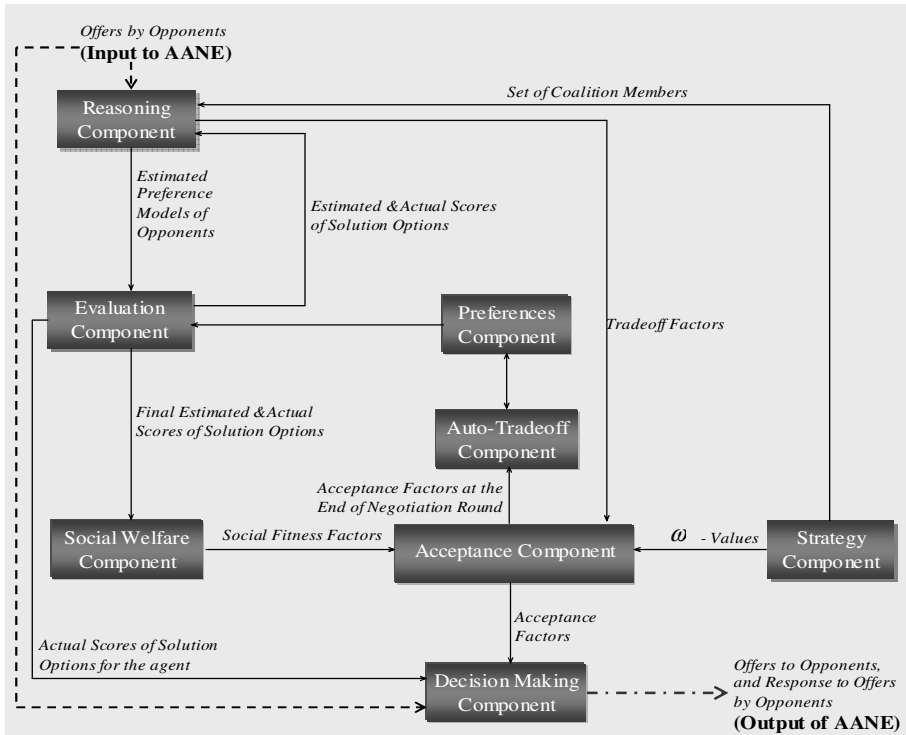 Offers by Opponents
(Input to AANE)
Reasoning
Component
Set of Coalition Members
Estimated
Preference
Models of
Opponents
Estimated &Actual Scores
of Solution Options
Evaluation
Component
Preferences
Component
Tradeoff Factors
Final Estimated &Actual
Scores of Solution Options
Auto-Tradeoff
Component
Acceptance Factors at the
End of Negotiation Round
Social Welfare
Component
Social Fitness Factors
Acceptance Component
ω - Values
Strategy
Component
Acceptance
Factors
Actual Scores of Solution
Options for the agent
Decision Making
Component
Offers to Opponents,
and Response to Offers
by Opponents
(Output of AANE)